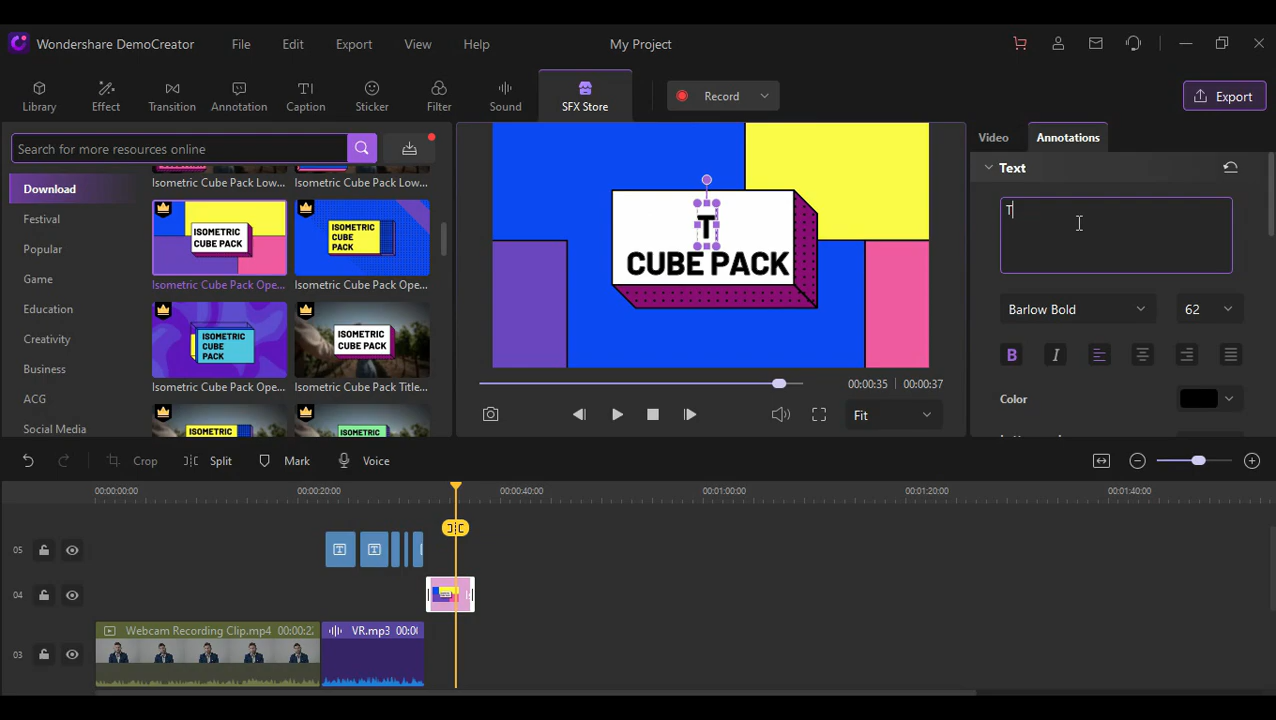 Wondershare DemoCreator File Edit Export View Help My Project
Library Effect Transition Annotation Caption Sticker Filter Sound SFX Store Record Export
Search for more resources online
Video Annotations
Text
T
Download
Festival
Popular
Game
Education
Creativity
Business
ACG
Social Media
Isometric Cube Pack Low... Isometric Cube Pack Low...
ISOMETRIC
CUBE PACK
ISOMETRIC
CUBE
PACK
Isometric Cube Pack Ope... Isometric Cube Pack Ope...
ISOMETRIC
CUBE
PACK
ISOMETRIC
CUBE PACK
Isometric Cube Pack Ope... Isometric Cube Pack Title...
T
CUBE PACK
00:00:35 | 00:00:37
Fit
Barlow Bold 62
B I
Color
Crop Split Mark Voice
00:00:00:00 00:00:20:00 00:00:40:00 00:01:00:00 00:01:20:00 00:01:40:00
05 T T
04
03 Webcam Recording Clip.mp4 00:00:2 VR.mp3 00:0